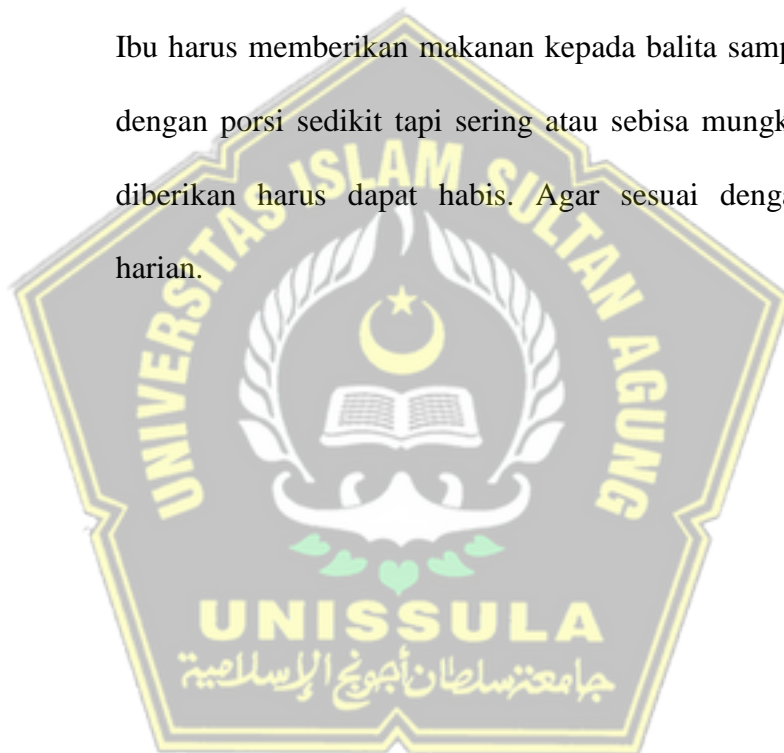 Ibu harus memberikan makanan kepada balita samp
dengan porsi sedikit tapi sering atau sebisa mungk
diberikan harus dapat habis. Agar sesuai denga
harian.
UNIVERSITAS ISLAM SULTAN AGUNG
UNISSULA
جامعة سلطان أجونج الإسلامية